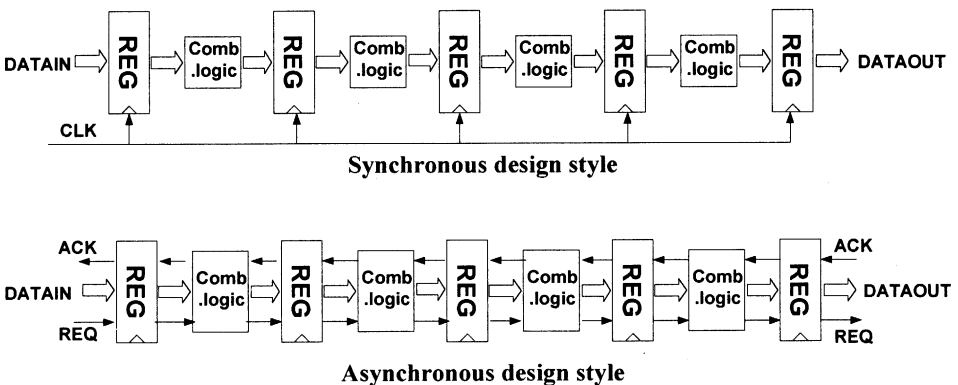 REG
REG
REG
REG
REG
Comb
.logic
Comb
.logic
Comb
.logic
Comb
.logic
DATAIN
DATAOUT
CLK
Synchronous design style
ACK
ACK
REG
REG
REG
REG
REG
Comb
.logic
Comb
.logic
Comb
.logic
Comb
.logic
DATAIN
DATAOUT
REQ
REQ
Asynchronous design style